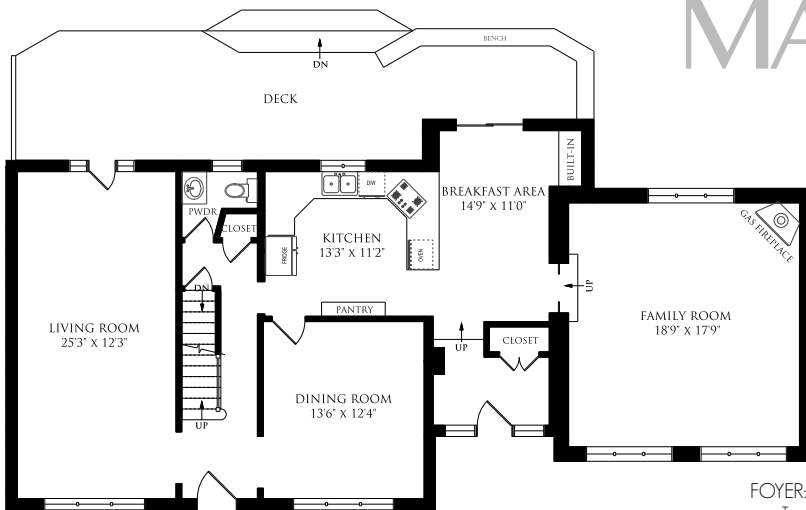 MA
BENCH
DN
DECK
BUILT-IN
BREAKFAST AREA
14'9" X 11'0"
D/W
PWDR
CLOSET
KITCHEN
13'3" X 11'2"
FRIDGE
OVEN
GAS FIREPLACE
DN
UP
PANTRY
FAMILY ROOM
18'9" X 17'9"
LIVING ROOM
25'3" X 12'3"
UP
CLOSET
DINING ROOM
13'6" X 12'4"
UP
FOYER: